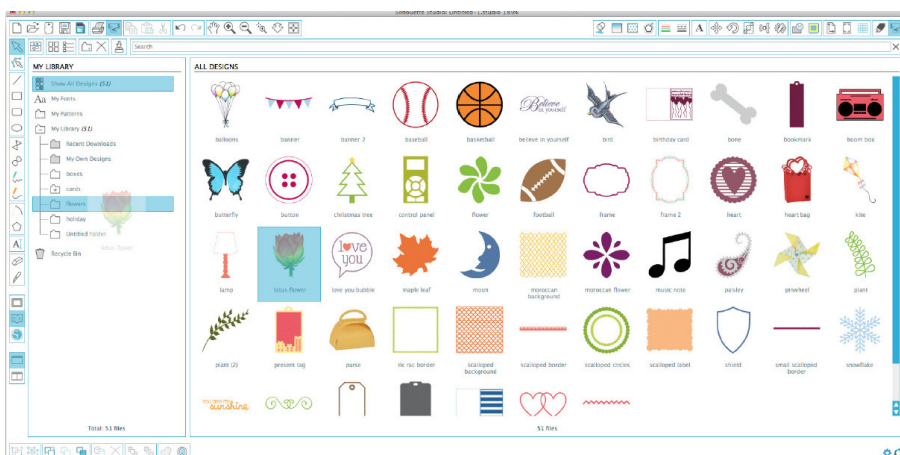 Silhouette Studio: Untitled-1.studio
Search
MY LIBRARY
Show All Designs (51)
My Fonts
My Patterns
My Library (51)
Recent Downloads
My Own Designs
boxes
cards
flowers
holiday
Untitled folder
Recycle Bin
lotus flower
Total: 51 files
ALL DESIGNS
balloons banner banner 2 baseball basketball believe in yourself bird birthday card bone bookmark boom box
Believe
in yourself
butterfly button christmas tree control panel flower football frame frame 2 heart heart bag kite
love
you
lamp lotus flower love you bubble maple leaf moon moroccan background moroccan flower music note paisley pinwheel plant
plant (2) present tag purse ric rac border scalloped background scalloped border scalloped circles scalloped label shield small scalloped border snowflake
you are my
sunshine
51 files